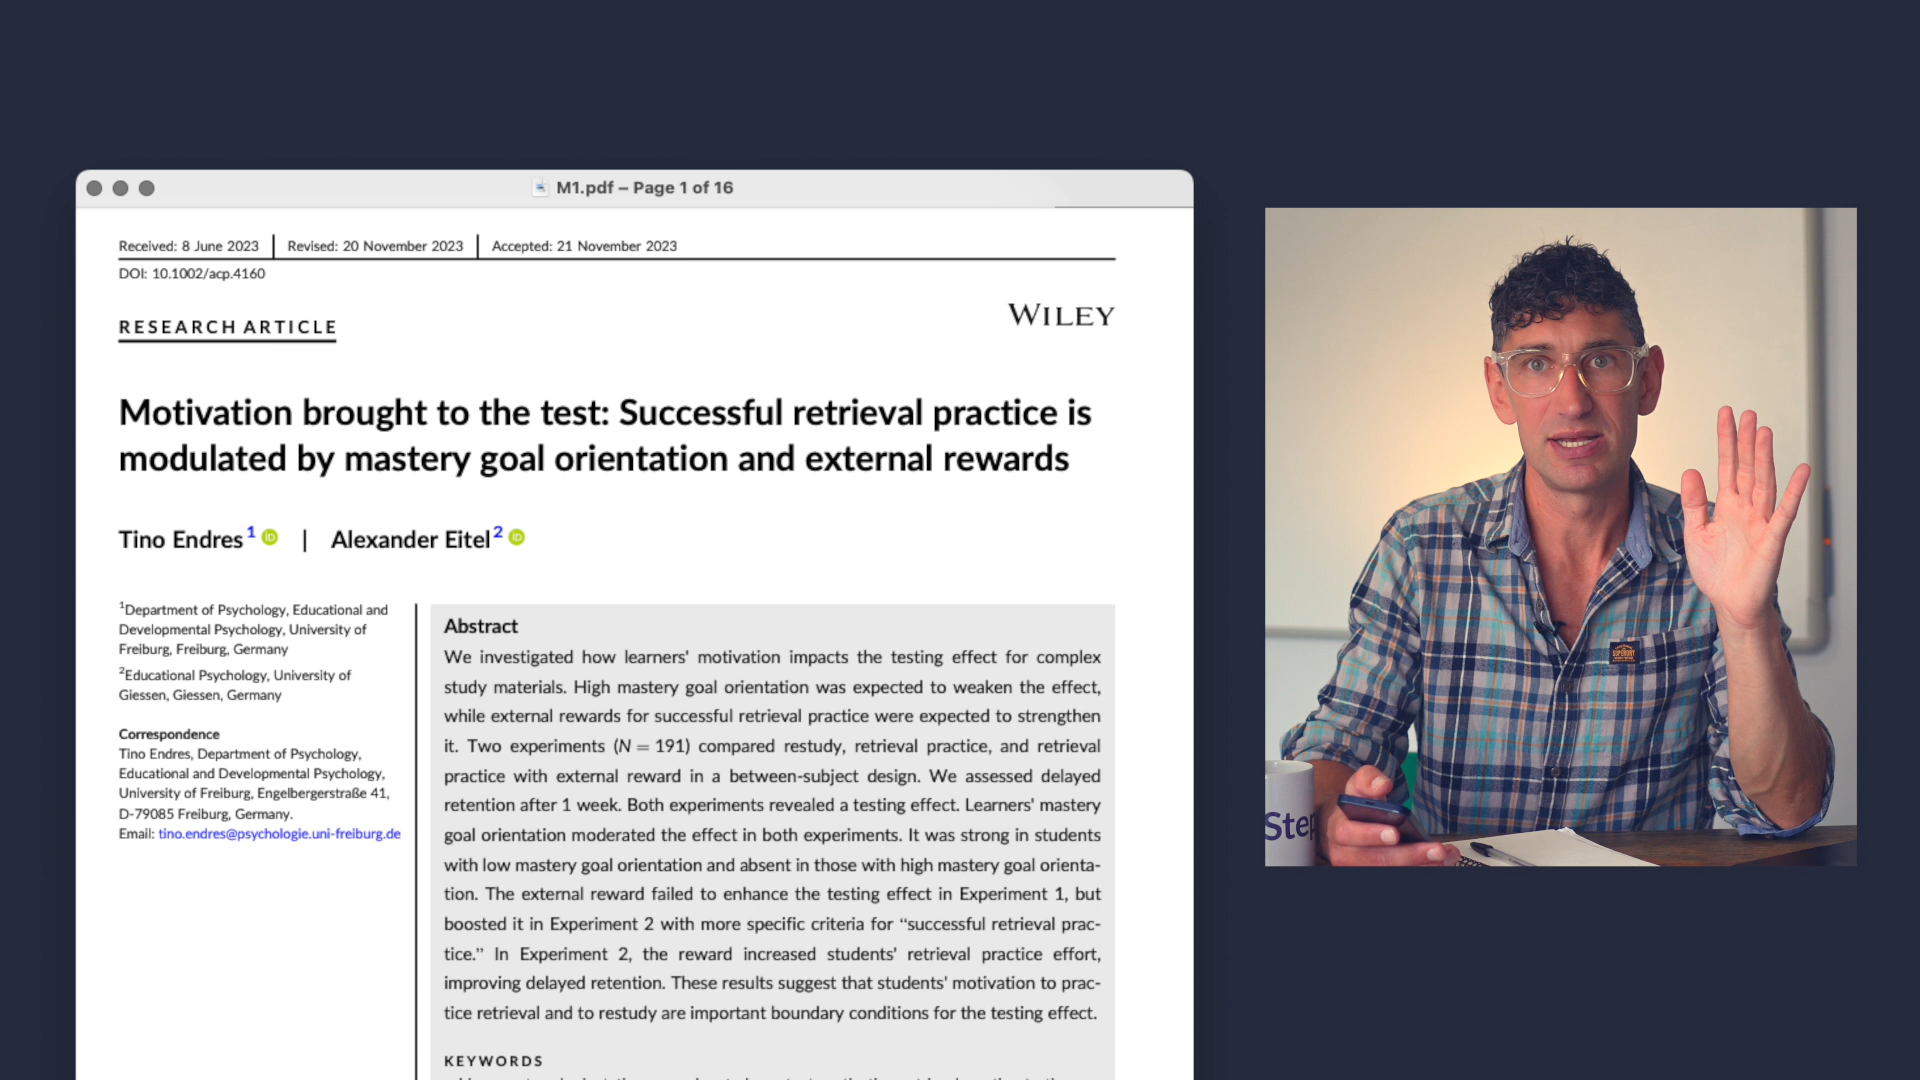 M1.pdf – Page 1 of 16
Received: 8 June 2023 | Revised: 20 November 2023 | Accepted: 21 November 2023
DOI: 10.1002/acp.4160
RESEARCH ARTICLE
WILEY
Motivation brought to the test: Successful retrieval practice is
modulated by mastery goal orientation and external rewards
Tino Endres1 iD | Alexander Eitel2 iD
1Department of Psychology, Educational and
Developmental Psychology, University of
Freiburg, Freiburg, Germany
2Educational Psychology, University of
Giessen, Giessen, Germany
Correspondence
Tino Endres, Department of Psychology,
Educational and Developmental Psychology,
University of Freiburg, Engelbergerstraße 41,
D-79085 Freiburg, Germany.
Email: tino.endres@psychologie.uni-freiburg.de
Abstract
We investigated how learners' motivation impacts the testing effect for complex
study materials. High mastery goal orientation was expected to weaken the effect,
while external rewards for successful retrieval practice were expected to strengthen
it. Two experiments (N = 191) compared restudy, retrieval practice, and retrieval
practice with external reward in a between-subject design. We assessed delayed
retention after 1 week. Both experiments revealed a testing effect. Learners' mastery
goal orientation moderated the effect in both experiments. It was strong in students
with low mastery goal orientation and absent in those with high mastery goal orienta-
tion. The external reward failed to enhance the testing effect in Experiment 1, but
boosted it in Experiment 2 with more specific criteria for “successful retrieval prac-
tice.” In Experiment 2, the reward increased students' retrieval practice effort,
improving delayed retention. These results suggest that students' motivation to prac-
tice retrieval and to restudy are important boundary conditions for the testing effect.
KEYWORDS
SUPERDRY
Step